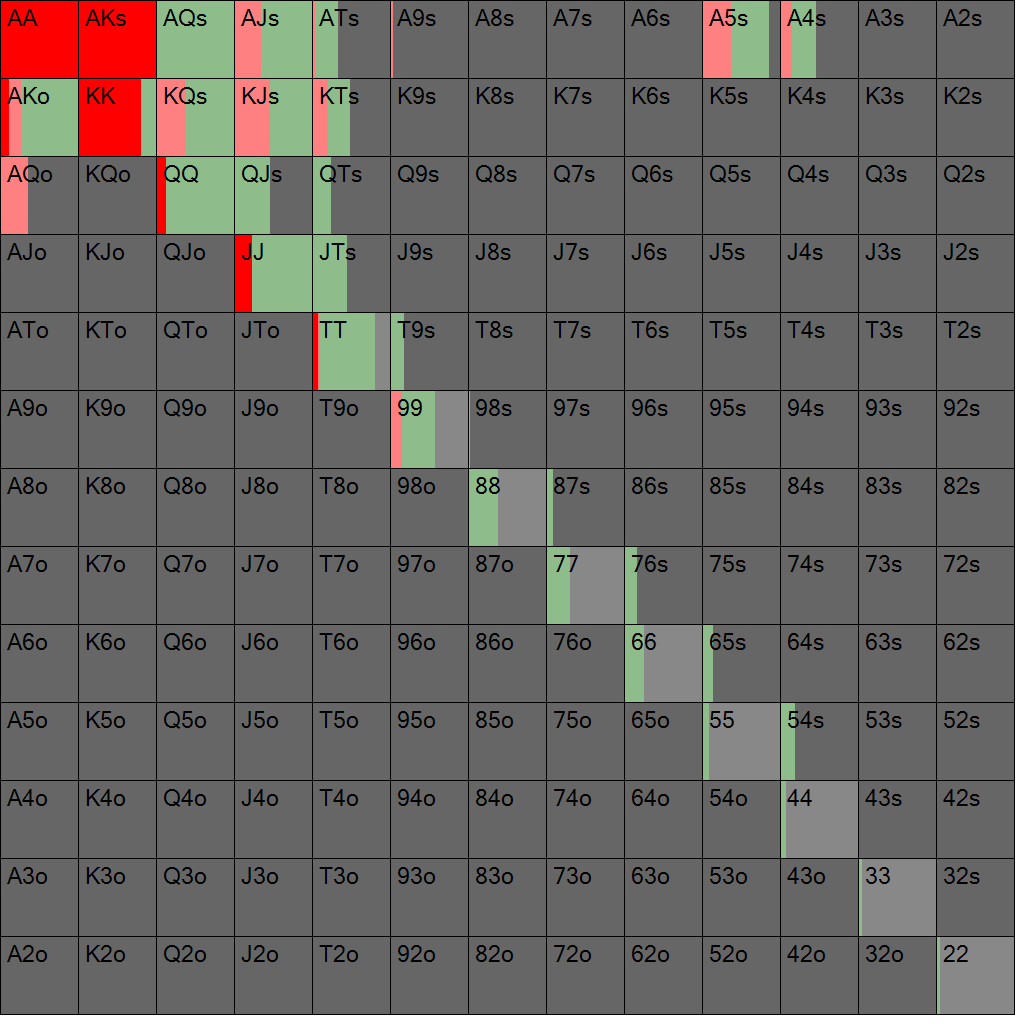 AA AKs AQs AJs ATs A9s A8s A7s A6s A5s A4s A3s A2s
AKo KK KQs KJs KTs K9s K8s K7s K6s K5s K4s K3s K2s
AQo KQo QQ QJs QTs Q9s Q8s Q7s Q6s Q5s Q4s Q3s Q2s
AJo KJo QJo JJ JTs J9s J8s J7s J6s J5s J4s J3s J2s
ATo KTo QTo JTo TT T9s T8s T7s T6s T5s T4s T3s T2s
A9o K9o Q9o J9o T9o 99 98s 97s 96s 95s 94s 93s 92s
A8o K8o Q8o J8o T8o 98o 88 87s 86s 85s 84s 83s 82s
A7o K7o Q7o J7o T7o 97o 87o 77 76s 75s 74s 73s 72s
A6o K6o Q6o J6o T6o 96o 86o 76o 66 65s 64s 63s 62s
A5o K5o Q5o J5o T5o 95o 85o 75o 65o 55 54s 53s 52s
A4o K4o Q4o J4o T4o 94o 84o 74o 64o 54o 44 43s 42s
A3o K3o Q3o J3o T3o 93o 83o 73o 63o 53o 43o 33 32s
A2o K2o Q2o J2o T2o 92o 82o 72o 62o 52o 42o 32o 22